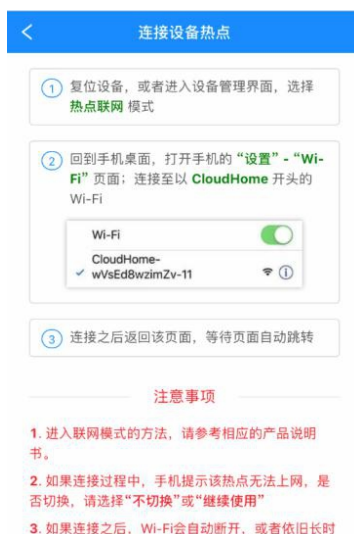 连接设备热点
1 复位设备，或者进入设备管理界面，选择
热点联网 模式
2 回到手机桌面，打开手机的 “设置” - “Wi-
Fi” 页面；连接至以 CloudHome 开头的
Wi-Fi
Wi-Fi
CloudHome-
wVsEd8wzimZv-11
3 连接之后返回该页面，等待页面自动跳转
注意事项
1. 进入联网模式的方法，请参考相应的产品说明
书。
2. 如果连接过程中，手机提示该热点无法上网，是
否切换，请选择“不切换”或“继续使用”
3. 如果连接之后，Wi-Fi会自动断开，或者依旧长时